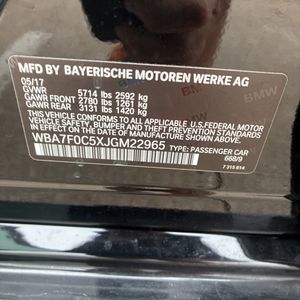 MFD BY BAYERISCHE MOTOREN WERKE AG
05/17
GVWR 5714 lbs 2592 kg
GAWR FRONT 2780 lbs 1261 kg
GAWR REAR 3131 lbs 1420 kg
THIS VEHICLE CONFORMS TO ALL APPLICABLE U.S. FEDERAL MOTOR
VEHICLE SAFETY, BUMPER AND THEFT PREVENTION STANDARDS IN
EFFECT ON THE DATE OF MANUFACTURE SHOWN ABOVE.
WBA7F0C5XJGM22965
TYPE: PASSENGER CAR
668/9
7 315 614
BMW
BMW